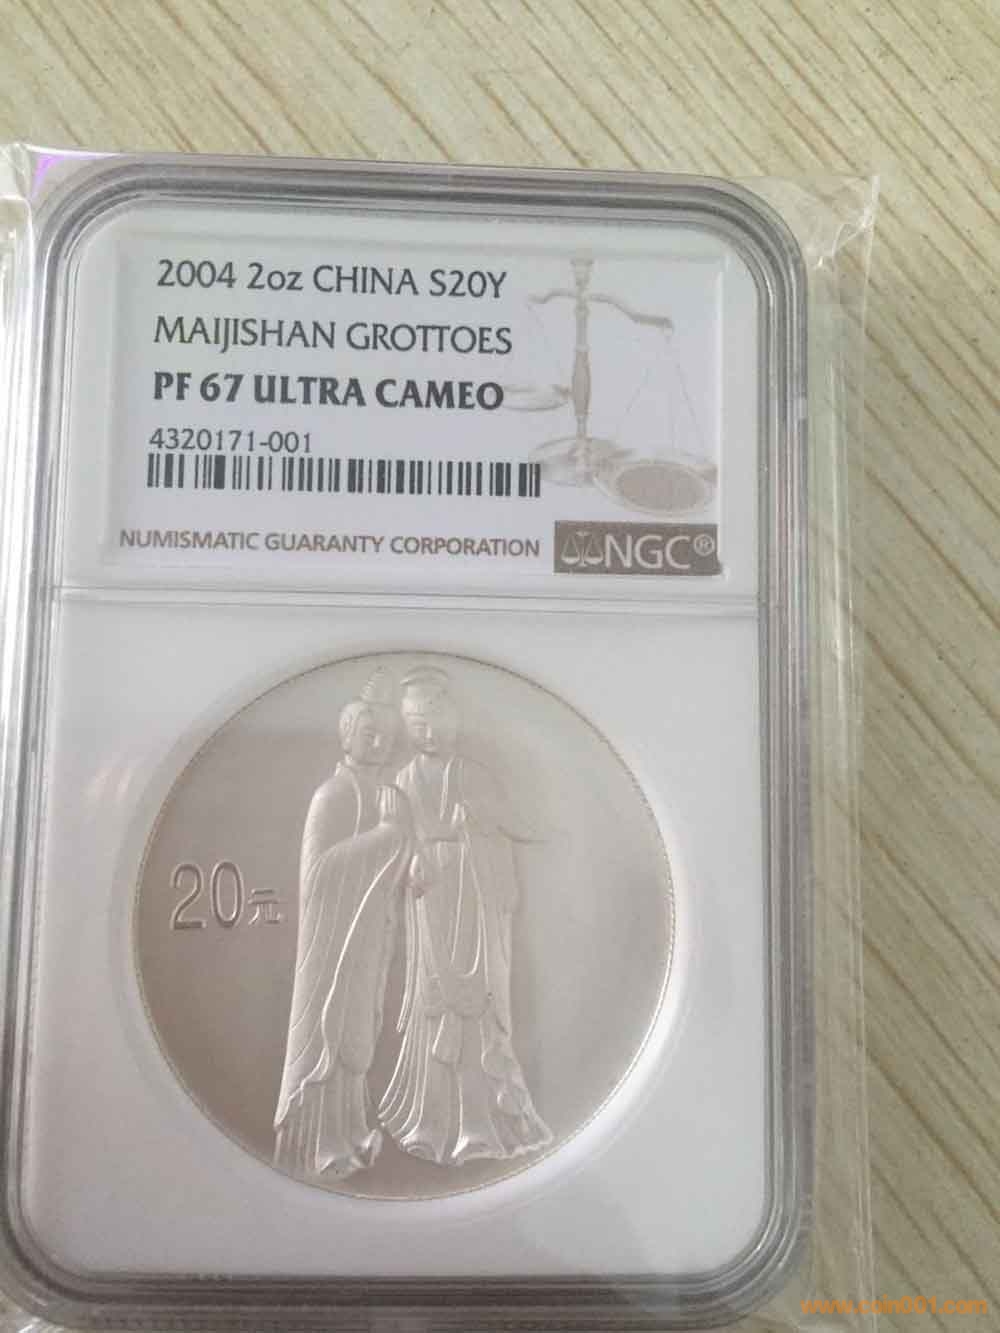 2004 2oz CHINA S20Y
MAIJISHAN GROTTOES
PF 67 ULTRA CAMEO
4320171-001
NUMISMATIC GUARANTY CORPORATION
NGC®
20元
www.coin001.com